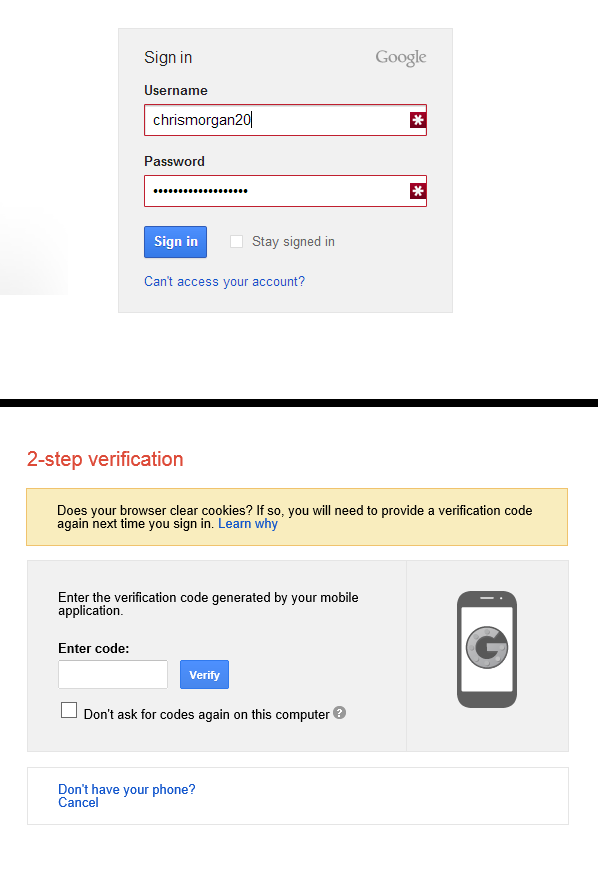 Sign in
Google
Username
chrismorgan20
Password
•••••••••••••••••••
Sign in
Stay signed in
Can't access your account?
2-step verification
Does your browser clear cookies? If so, you will need to provide a verification code
again next time you sign in. Learn why
Enter the verification code generated by your mobile
application.
Enter code:
Verify
Don't ask for codes again on this computer ?
Don't have your phone?
Cancel